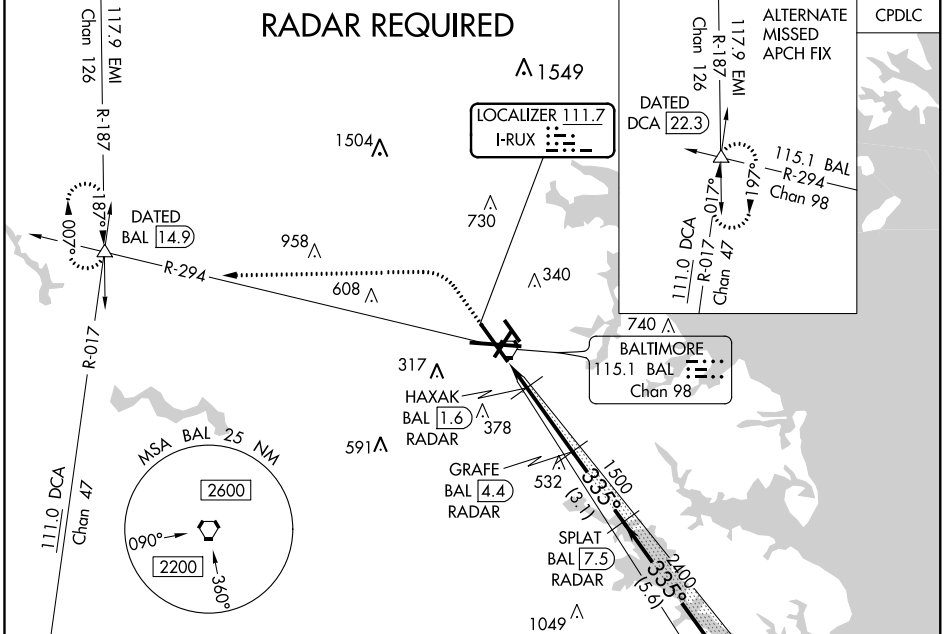 RADAR REQUIRED
117.9 EMI
Chan 126
R-187
1549
LOCALIZER 111.7
I-RUX
1504
730
187°
007°
DATED
BAL 14.9
R-294
958
608
340
ALTERNATE
MISSED
APCH FIX
CPDLC
117.9 EMI
R-187
Chan 126
DATED
DCA 22.3
115.1 BAL
R-294
Chan 98
017°
197°
111.0 DCA
R-017
Chan 47
740
BALTIMORE
115.1 BAL
Chan 98
R-017
317
HAXAK
BAL 1.6
RADAR
378
591
GRAFE
BAL 4.4
RADAR
532
1500
335°
(3.1)
SPLAT
BAL 7.5
RADAR
2400
335°
(5.6)
1049
111.0 DCA
Chan 47
MSA BAL 25 NM
2600
090°
2200
360°